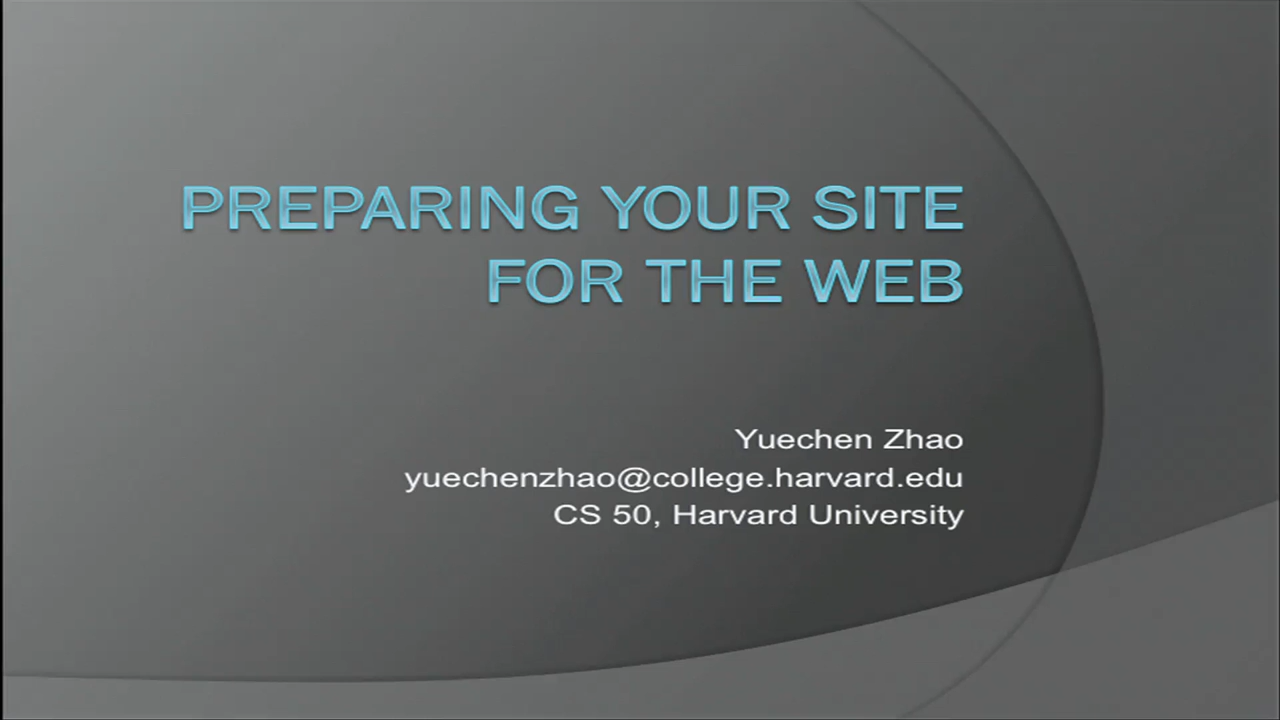 PREPARING YOUR SITE
FOR THE WEB
Yuechen Zhao
yuechenzhao@college.harvard.edu
CS 50, Harvard University